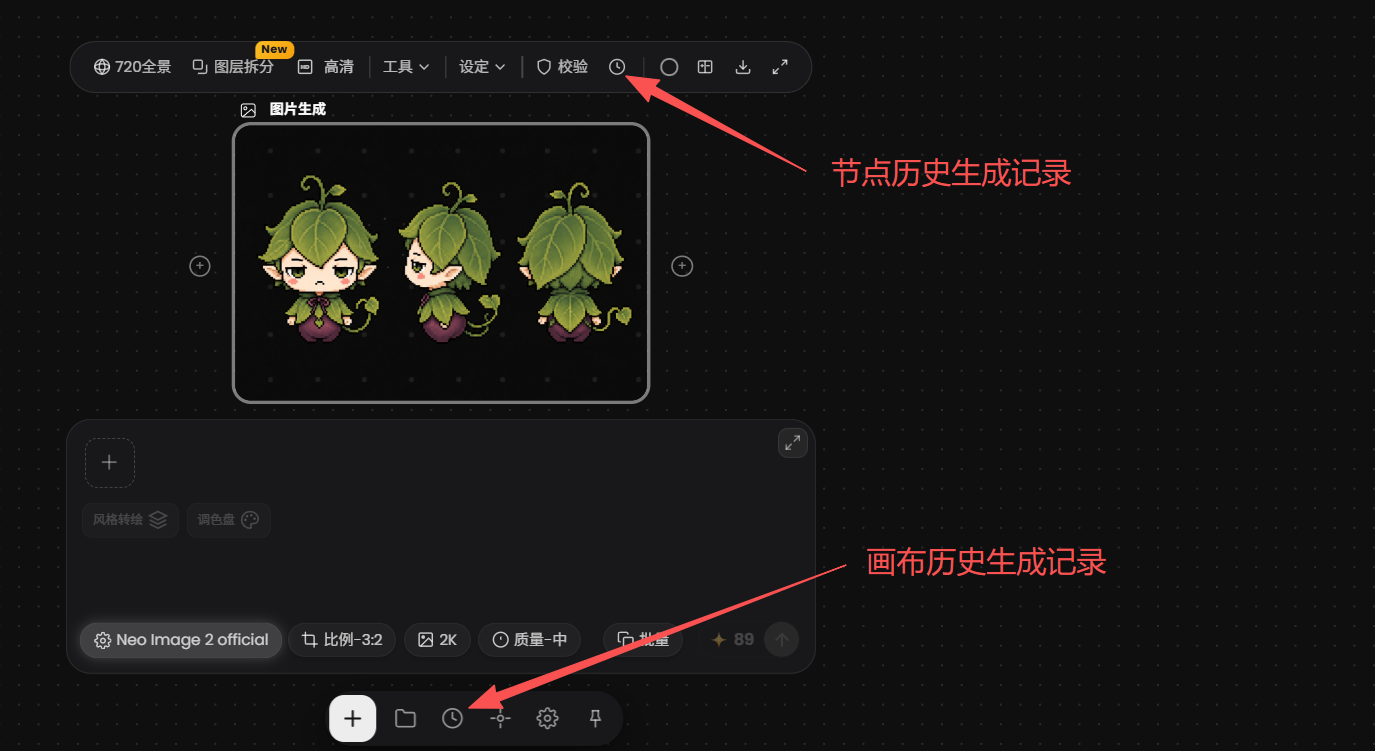 New
720全景 图层拆分 HD 高清 工具 设定 校验
图片生成
节点历史生成记录
风格转绘 调色盘
画布历史生成记录
Neo Image 2 official 比例-3:2 2K 质量-中 批量 89